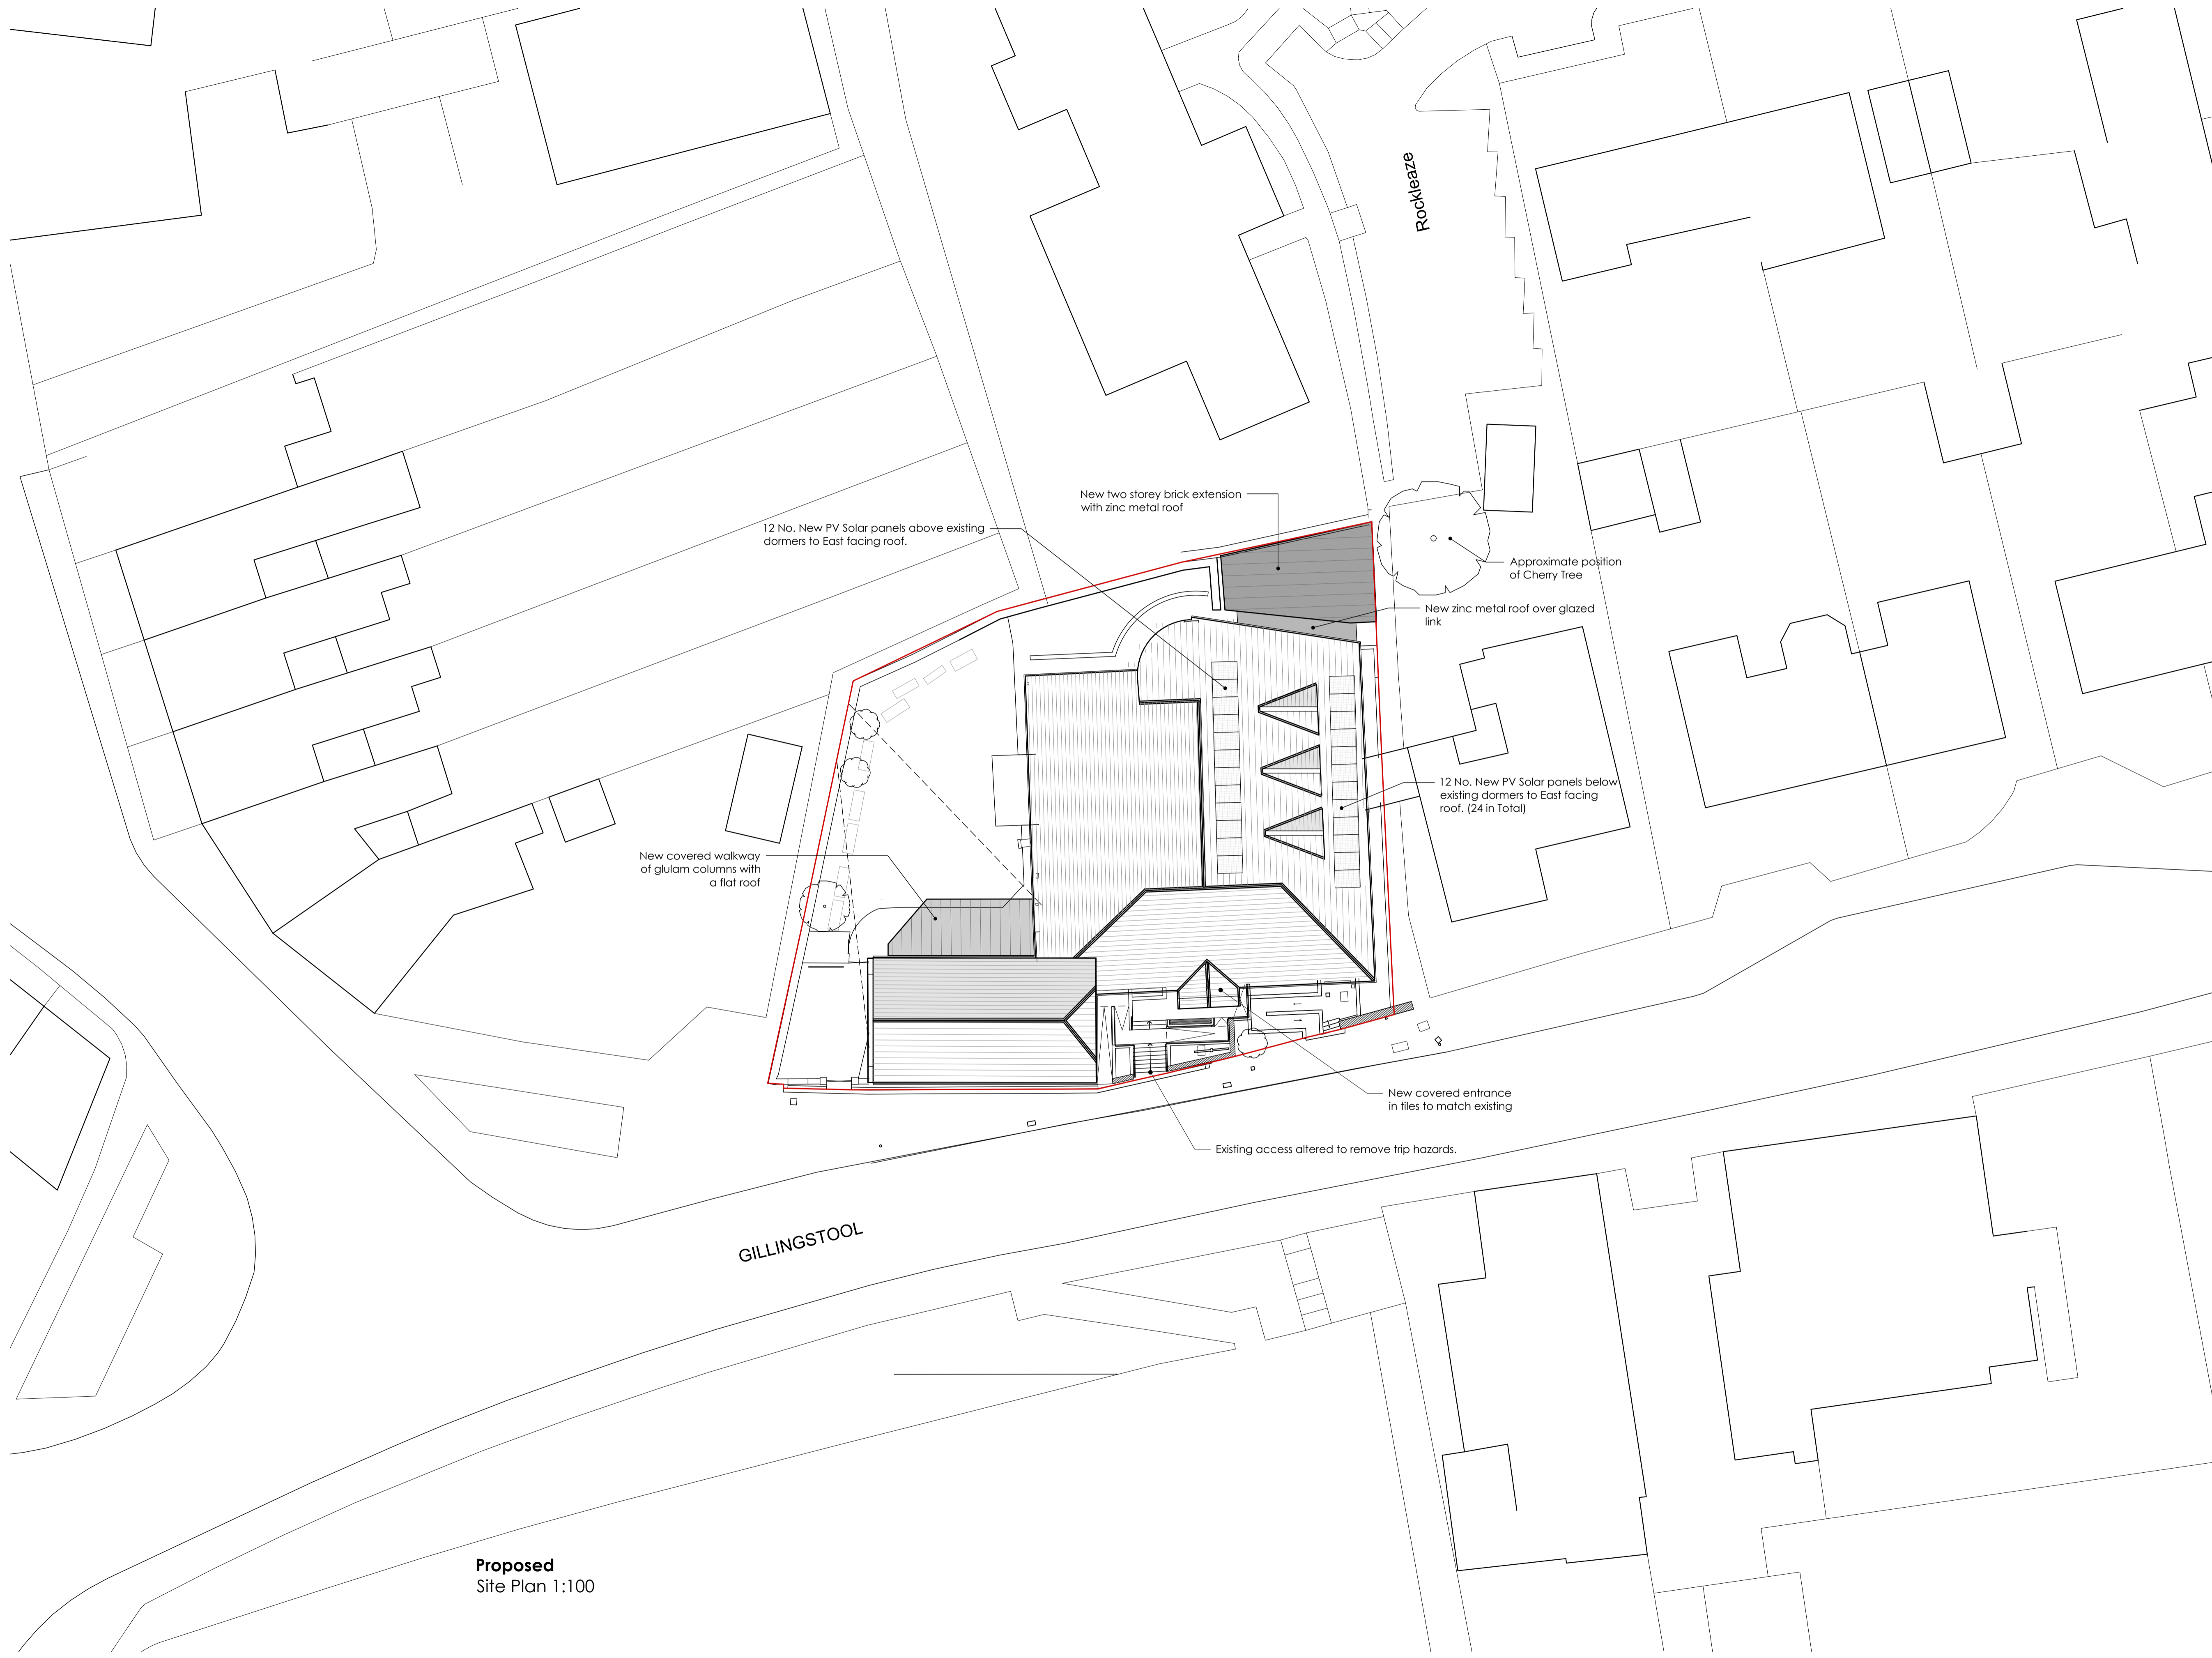 Rockleaze
New two storey brick extension
with zinc metal roof
12 No. New PV Solar panels above existing
dormers to East facing roof.
Approximate position
of Cherry Tree
New zinc metal roof over glazed
link
12 No. New PV Solar panels below
existing dormers to East facing
roof. (24 in Total)
New covered walkway
of glulam columns with
a flat roof
New covered entrance
in tiles to match existing
Existing access altered to remove trip hazards.
GILLINGSTOOL
Proposed
Site Plan 1:100